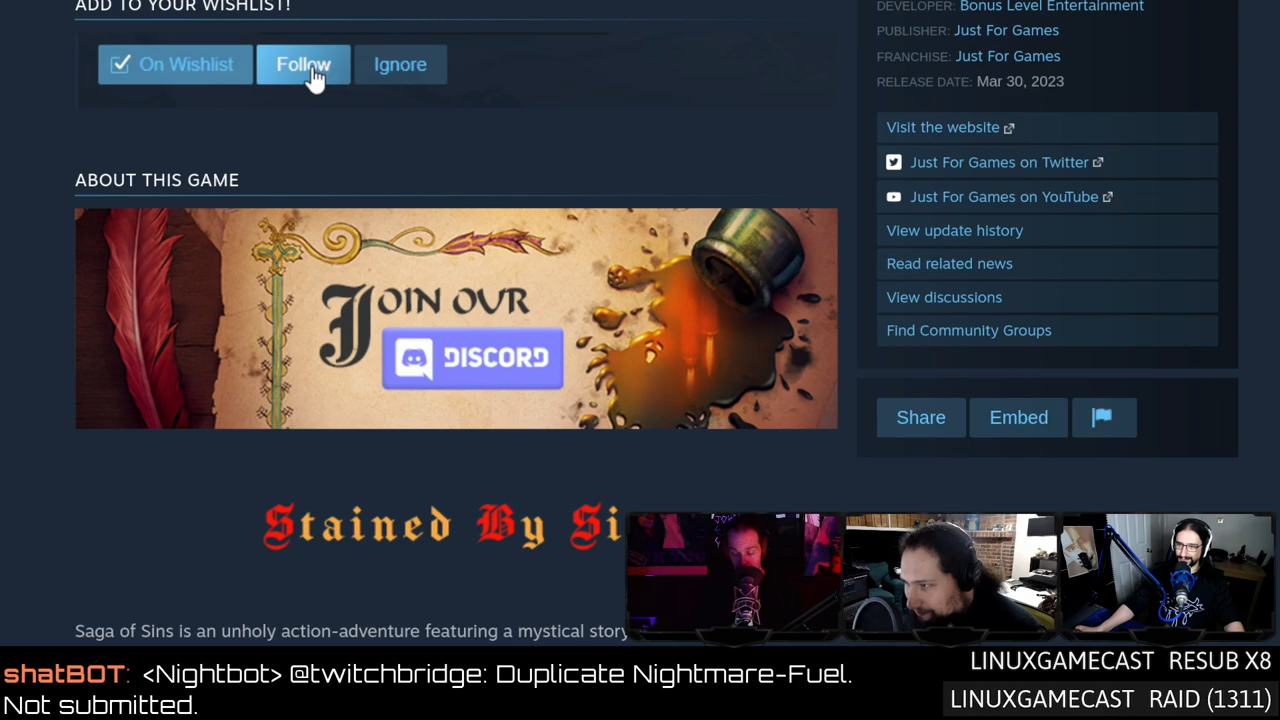 ADD TO YOUR WISHLIST!
On Wishlist
Follow
Ignore
ABOUT THIS GAME
JOIN OUR
DISCORD
Stained By Si
Saga of Sins is an unholy action-adventure featuring a mystical story
DEVELOPER: Bonus Level Entertainment
PUBLISHER: Just For Games
FRANCHISE: Just For Games
RELEASE DATE: Mar 30, 2023
Visit the website
Just For Games on Twitter
Just For Games on YouTube
View update history
Read related news
View discussions
Find Community Groups
Share
Embed
shatBOT: <Nightbot> @twitchbridge: Duplicate Nightmare-Fuel.
Not submitted.
LINUXGAMECAST RESUB X8
LINUXGAMECAST RAID (1311)